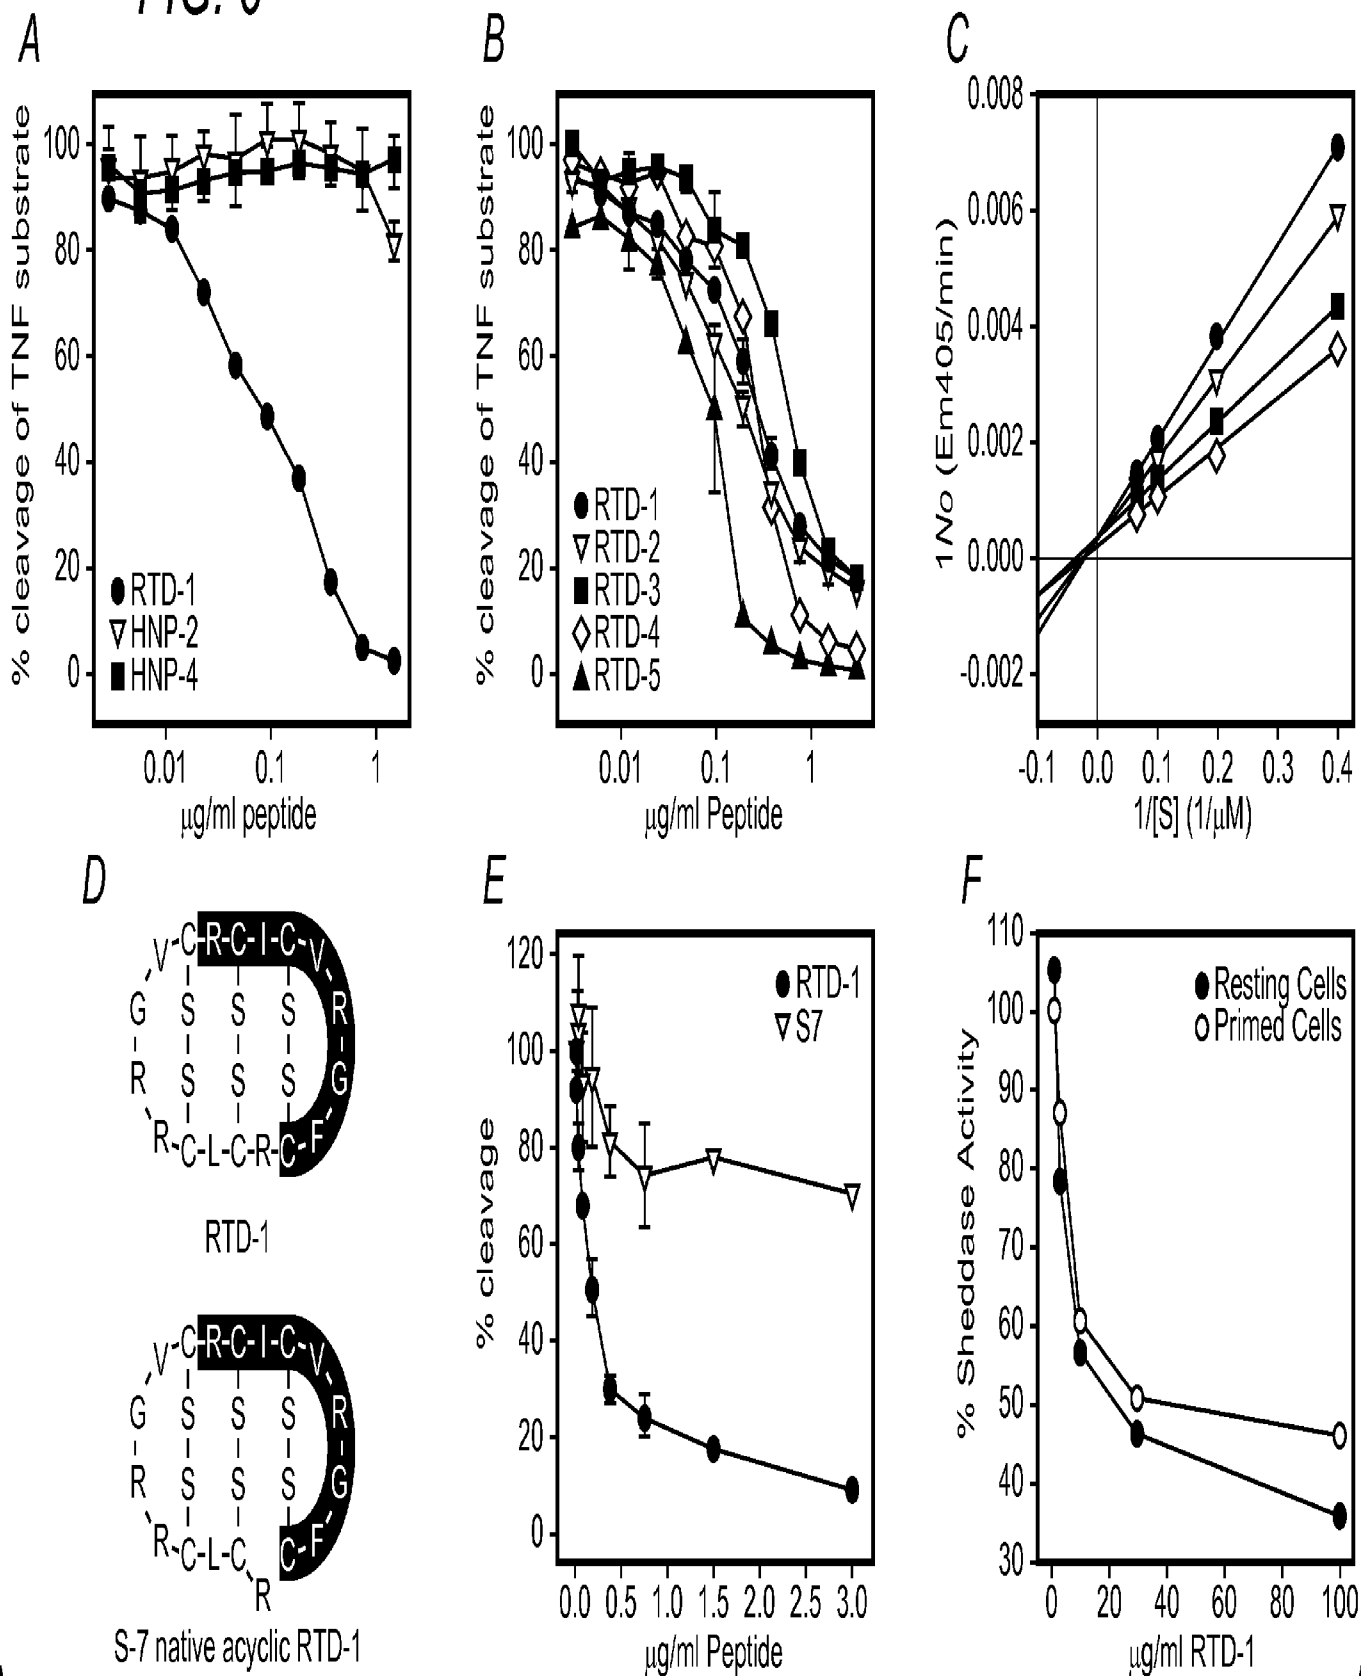 FIG. 6
A
% cleavage of TNF substrate
100
80
60
40
20
0
RTD-1
HNP-2
HNP-4
0.01 0.1 1
µg/ml peptide
B
% cleavage of TNF substrate
100
80
60
40
20
0
RTD-1
RTD-2
RTD-3
RTD-4
RTD-5
0.01 0.1 1
µg/ml Peptide
C
1No (Em405/min)
0.008
0.006
0.004
0.002
0.000
-0.002
-0.1 0.0 0.1 0.2 0.3 0.4
1/[S] (1/µM)
D
V-C-R-C-I-C-V
G S S S R
R S S S G
R-C-L-C-R-C-F
RTD-1
V-C-R-C-I-C-V
G S S S R
R S S S G
R-C-L-C C-F
R
S-7 native acyclic RTD-1
E
% cleavage
120
100
80
60
40
20
0
RTD-1
S7
0.0 0.5 1.0 1.5 2.0 2.5 3.0
µg/ml Peptide
F
% Sheddase Activity
110
100
90
80
70
60
50
40
30
Resting Cells
Primed Cells
0 20 40 60 80 100
µg/ml RTD-1